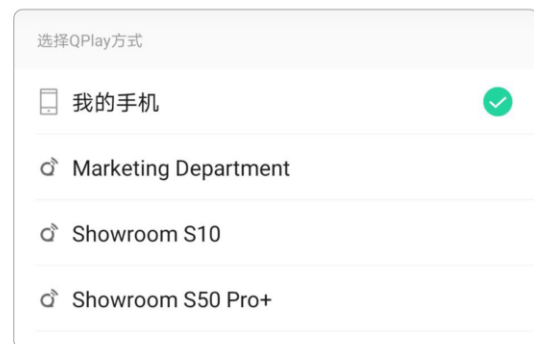 选择QPlay方式
我的手机
Marketing Department
Showroom S10
Showroom S50 Pro+